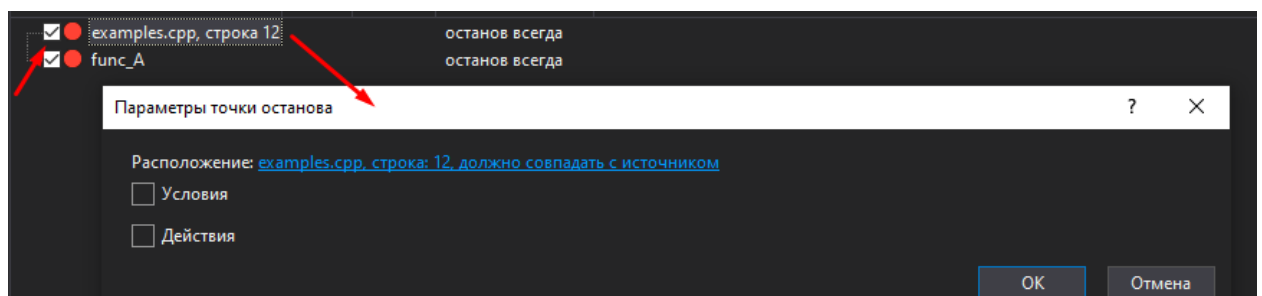 examples.cpp, строка 12 останов всегда
func_A останов всегда
Параметры точки останова ? ×
Расположение: examples.cpp, строка: 12, должно совпадать с источником
Условия
Действия
ОК Отмена